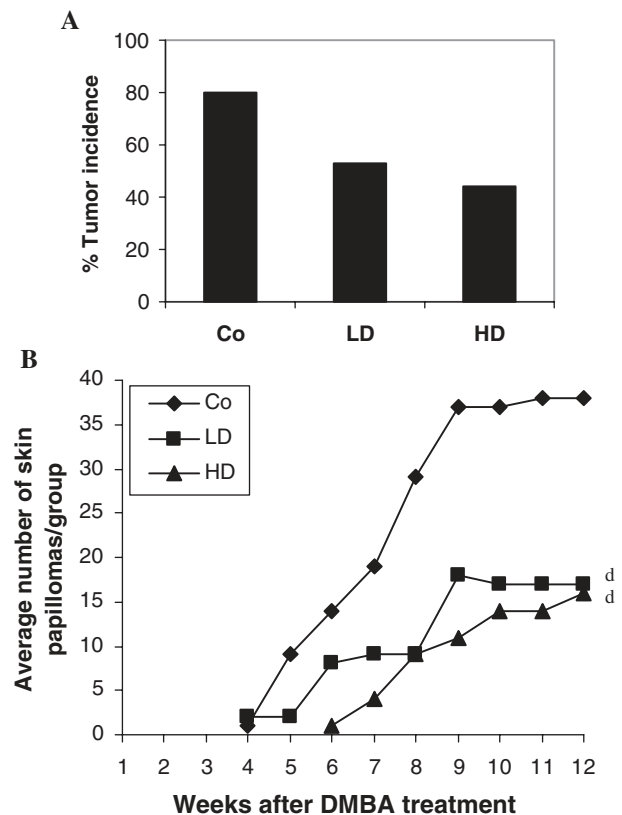 A
100
80
60
40
20
0
% Tumor incidence
Co LD HD
B
40
35
30
25
20
15
10
5
0
Average number of skin
papillomas/group
Co
LD
HD
d
d
1 2 3 4 5 6 7 8 9 10 11 12
Weeks after DMBA treatment